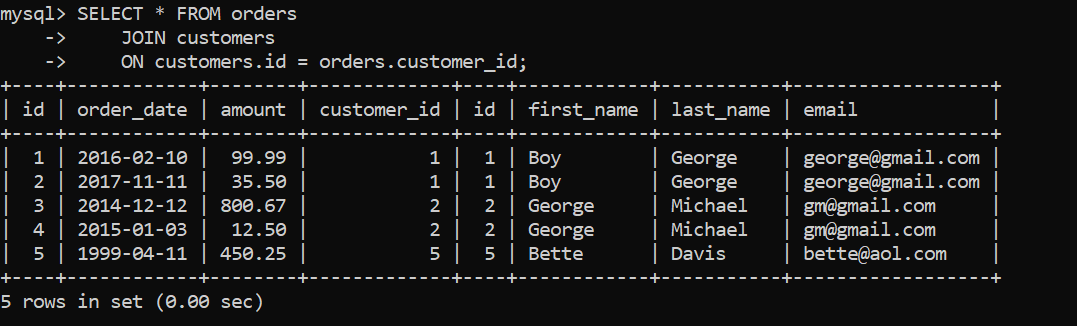 mysql> SELECT * FROM orders
    ->     JOIN customers
    ->     ON customers.id = orders.customer_id;
+----+------------+--------+-------------+----+------------+-----------+------------------+
| id | order_date | amount | customer_id | id | first_name | last_name | email            |
+----+------------+--------+-------------+----+------------+-----------+------------------+
|  1 | 2016-02-10 |  99.99 |           1 |  1 | Boy        | George    | george@gmail.com |
|  2 | 2017-11-11 |  35.50 |           1 |  1 | Boy        | George    | george@gmail.com |
|  3 | 2014-12-12 | 800.67 |           2 |  2 | George     | Michael   | gm@gmail.com     |
|  4 | 2015-01-03 |  12.50 |           2 |  2 | George     | Michael   | gm@gmail.com     |
|  5 | 1999-04-11 | 450.25 |           5 |  5 | Bette      | Davis     | bette@aol.com    |
+----+------------+--------+-------------+----+------------+-----------+------------------+
5 rows in set (0.00 sec)